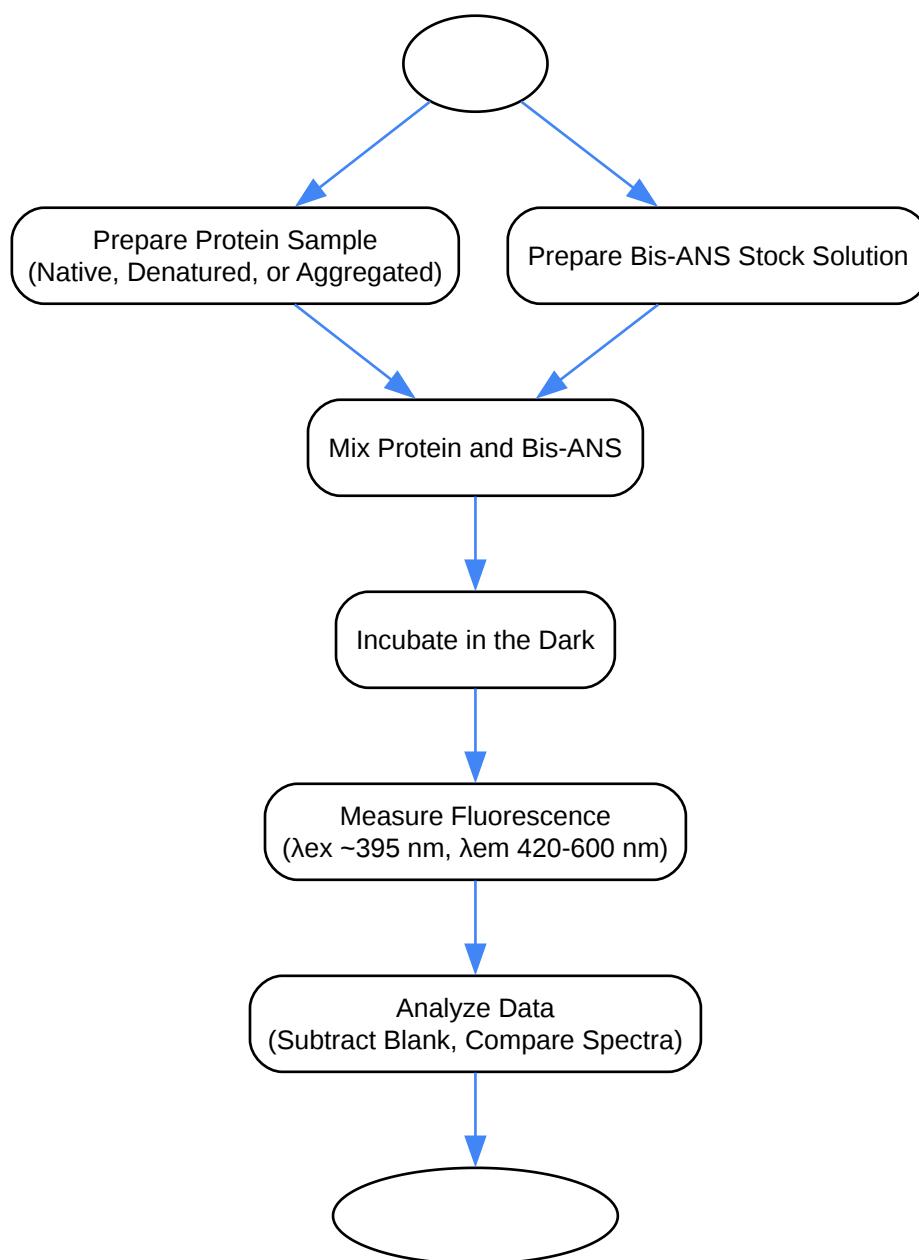 Prepare Protein Sample
(Native, Denatured, or Aggregated)
Prepare Bis-ANS Stock Solution
Mix Protein and Bis-ANS
Incubate in the Dark
Measure Fluorescence
(λex ~395 nm, λem 420-600 nm)
Analyze Data
(Subtract Blank, Compare Spectra)